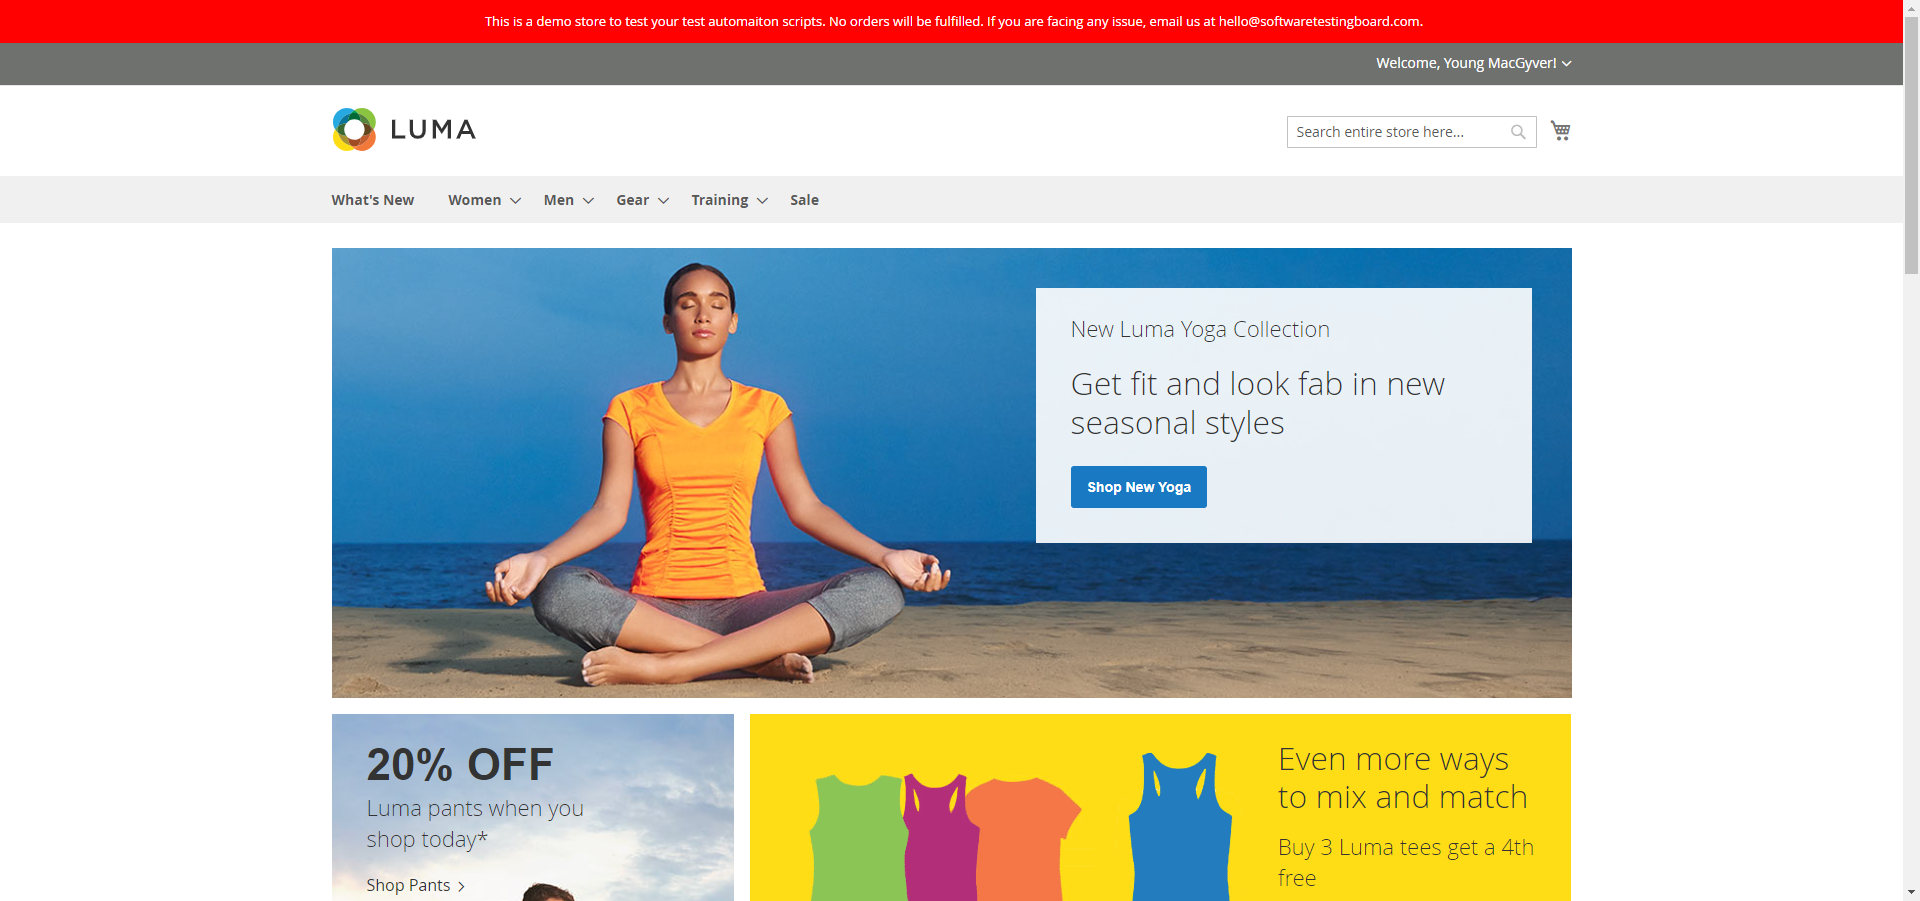 This is a demo store to test your test automaiton scripts. No orders will be fulfilled. If you are facing any issue, email us at hello@softwaretestingboard.com.
Welcome, Young MacGyver!
LUMA
Search entire store here...
What's New Women Men Gear Training Sale
New Luma Yoga Collection
Get fit and look fab in new
seasonal styles
Shop New Yoga
20% OFF
Luma pants when you
shop today*
Shop Pants
Even more ways
to mix and match
Buy 3 Luma tees get a 4th
free